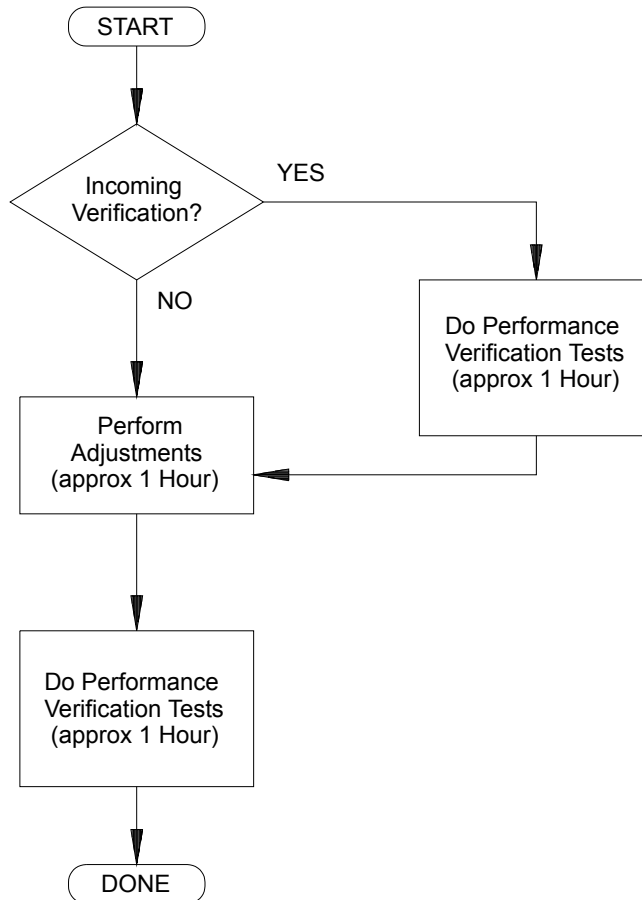 START
Incoming
Verification?
YES
NO
Do Performance
Verification Tests
(approx 1 Hour)
Perform
Adjustments
(approx 1 Hour)
Do Performance
Verification Tests
(approx 1 Hour)
DONE